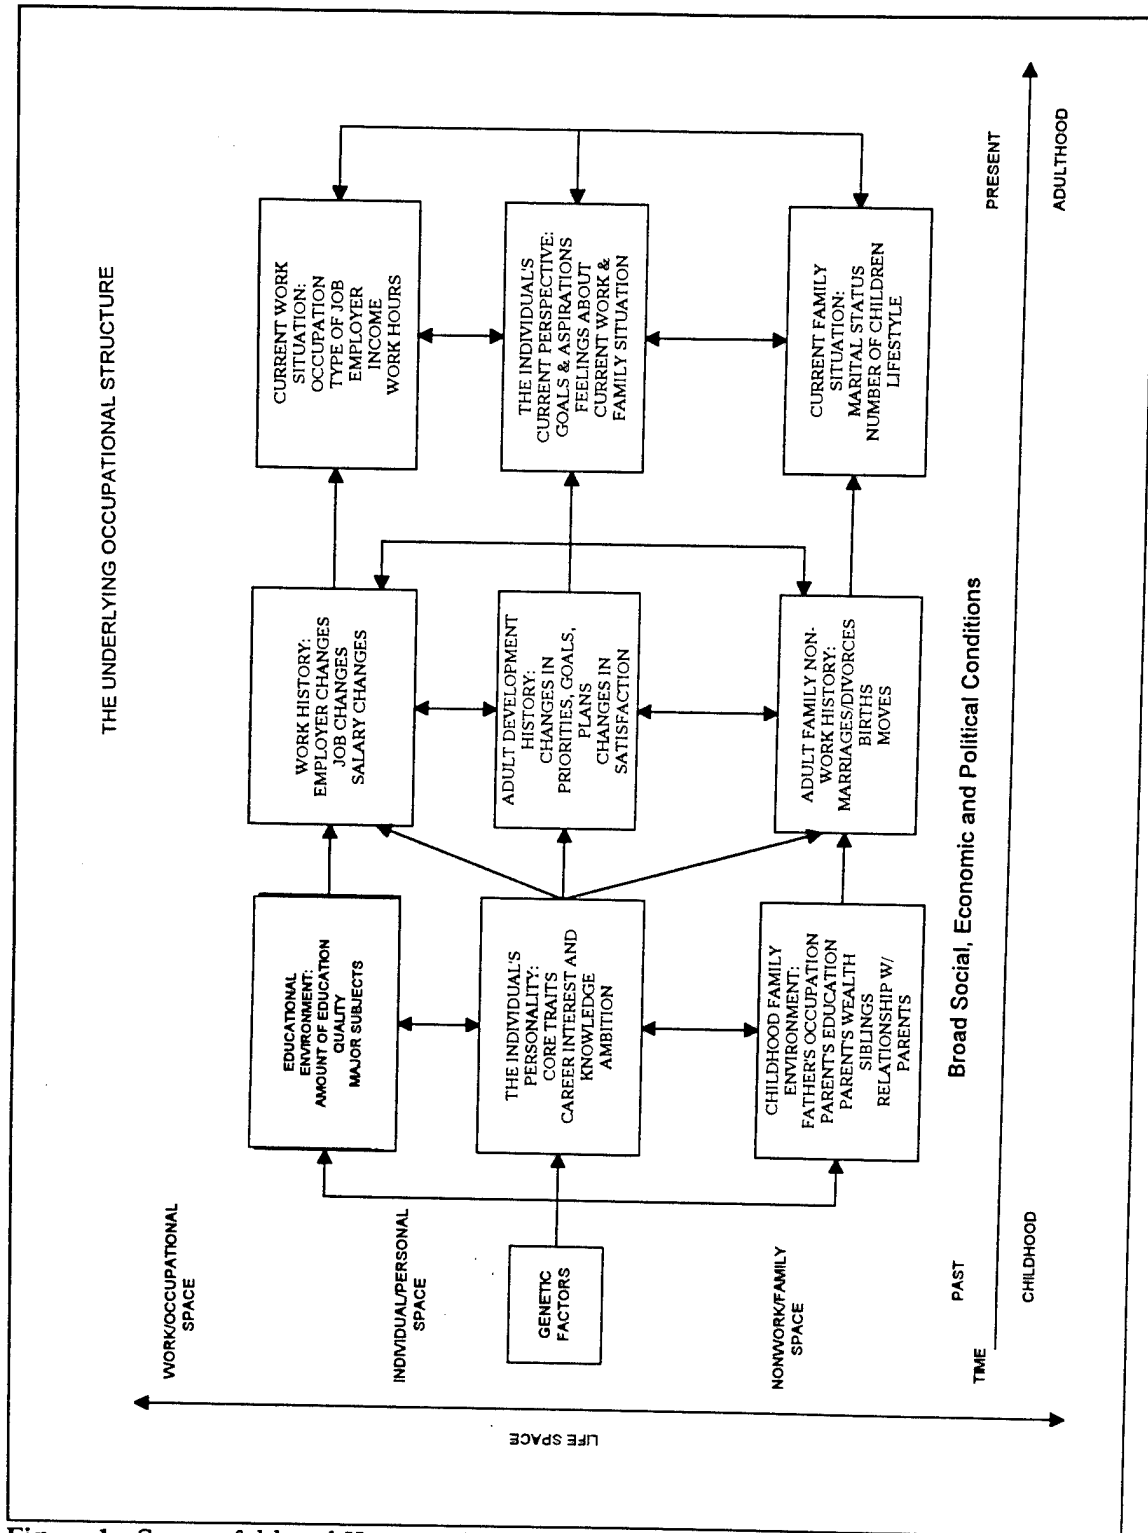 THE UNDERLYING OCCUPATIONAL STRUCTURE
WORK/OCCUPATIONAL
SPACE
EDUCATIONAL
ENVIRONMENT:
AMOUNT OF EDUCATION
QUALITY
MAJOR SUBJECTS
WORK HISTORY:
EMPLOYER CHANGES
JOB CHANGES
SALARY CHANGES
CURRENT WORK
SITUATION:
OCCUPATION
TYPE OF JOB
EMPLOYER
INCOME
WORK HOURS
INDIVIDUAL/PERSONAL
SPACE
GENETIC
FACTORS
THE INDIVIDUAL'S
PERSONALITY:
CORE TRAITS
CAREER INTEREST AND
KNOWLEDGE
AMBITION
ADULT DEVELOPMENT
HISTORY:
CHANGES IN
PRIORITIES, GOALS,
PLANS
CHANGES IN
SATISFACTION
THE INDIVIDUAL'S
CURRENT PERSPECTIVE:
GOALS & ASPIRATIONS
FEELINGS ABOUT
CURRENT WORK &
FAMILY SITUATION
NONWORK/FAMILY
SPACE
CHILDHOOD FAMILY
ENVIRONMENT:
FATHER'S OCCUPATION
PARENT'S EDUCATION
PARENT'S WEALTH
SIBLINGS
RELATIONSHIP W/
PARENTS
ADULT FAMILY NON-
WORK HISTORY:
MARRIAGES/DIVORCES
BIRTHS
MOVES
CURRENT FAMILY
SITUATION:
MARITAL STATUS
NUMBER OF CHILDREN
LIFESTYLE
LIFE SPACE
Broad Social, Economic and Political Conditions
PAST
PRESENT
TIME
CHILDHOOD
ADULTHOOD